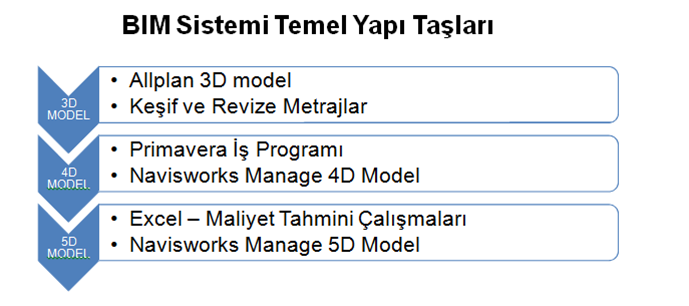 BIM Sistemi Temel Yapı Taşları
3D
MODEL
• Allplan 3D model
• Keşif ve Revize Metrajlar
4D
MODEL
• Primavera İş Programı
• Navisworks Manage 4D Model
5D
MODEL
• Excel – Maliyet Tahmini Çalışmaları
• Navisworks Manage 5D Model